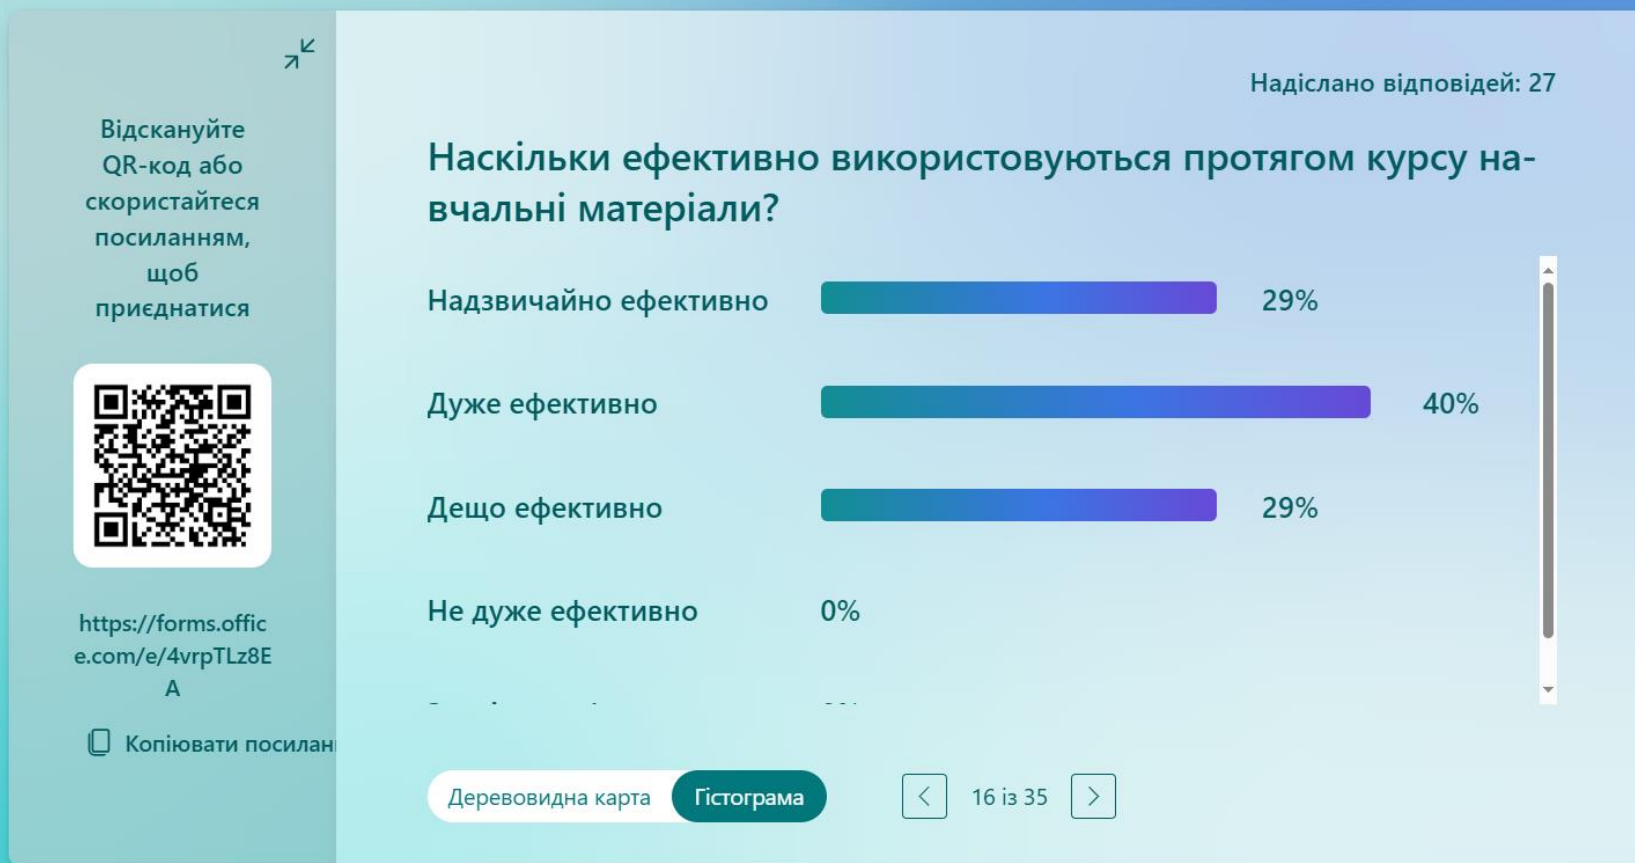 Відскануйте
QR-код або
скористайтеся
посиланням,
щоб
приєднатися
https://forms.offic
e.com/e/4vrpTLz8E
A
Копіювати посилан
Надіслано відповідей: 27
Наскільки ефективно використовуються протягом курсу на-
вчальні матеріали?
Надзвичайно ефективно 29%
Дуже ефективно 40%
Дещо ефективно 29%
Не дуже ефективно 0%
Деревовидна карта Гістограма 16 із 35